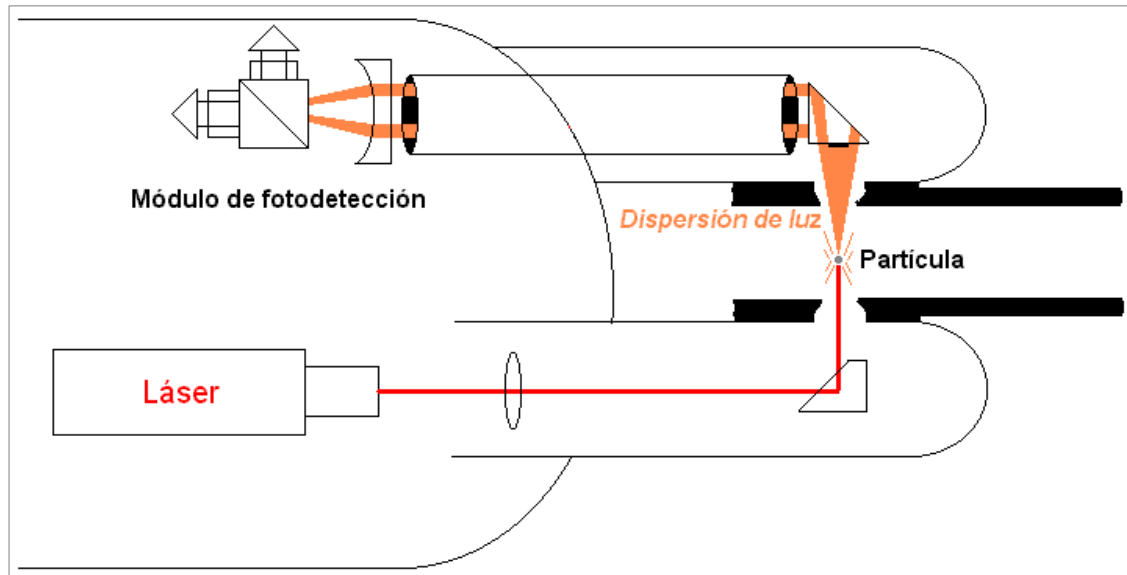 Módulo de fotodetección
Dispersión de luz
Partícula
Láser